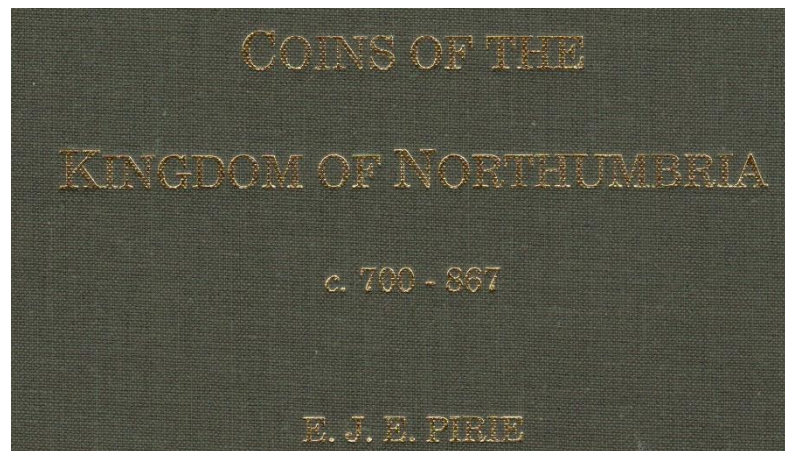 COINS OF THE
KINGDOM OF NORTHUMBRIA
c. 700 - 867
E. J. E. PIRIE